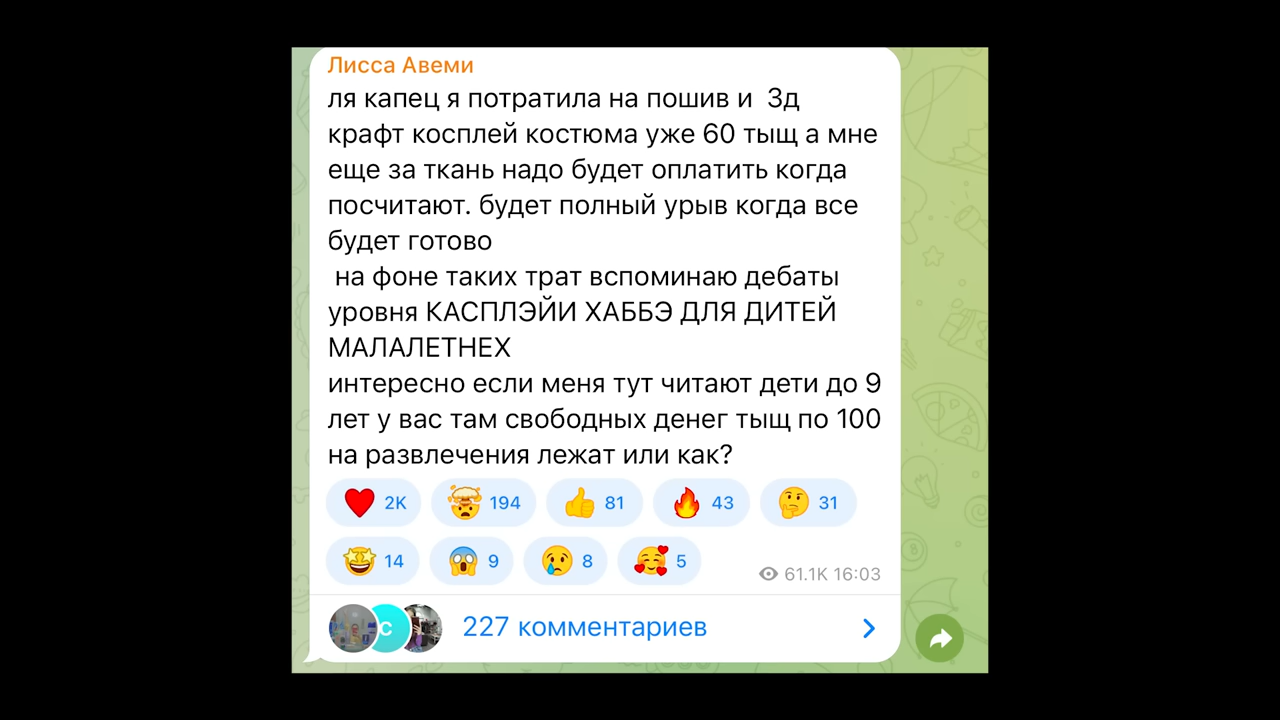 Лисса Авеми
ля капец я потратила на пошив и 3д
крафт косплей костюма уже 60 тыщ а мне
еще за ткань надо будет оплатить когда
посчитают. будет полный урыв когда все
будет готово
на фоне таких трат вспоминаю дебаты
уровня КАСПЛЭЙИ ХАББЭ ДЛЯ ДИТЕЙ
МАЛАЛЕТНЕХ
интересно если меня тут читают дети до 9
лет у вас там свободных денег тыщ по 100
на развлечения лежат или как?
2K 194 81 43 31
14 9 8 5 61.1K 16:03
С
227 комментариев